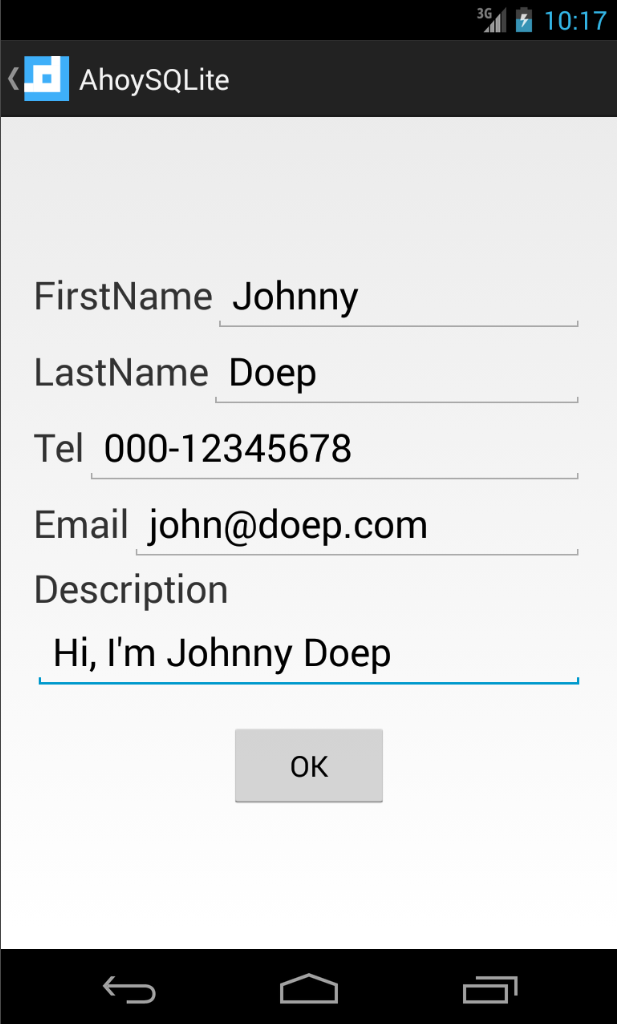 3G 10:17
AhoySQLite
FirstName Johnny
LastName Doep
Tel 000-12345678
Email john@doep.com
Description
Hi, I'm Johnny Doep
OK